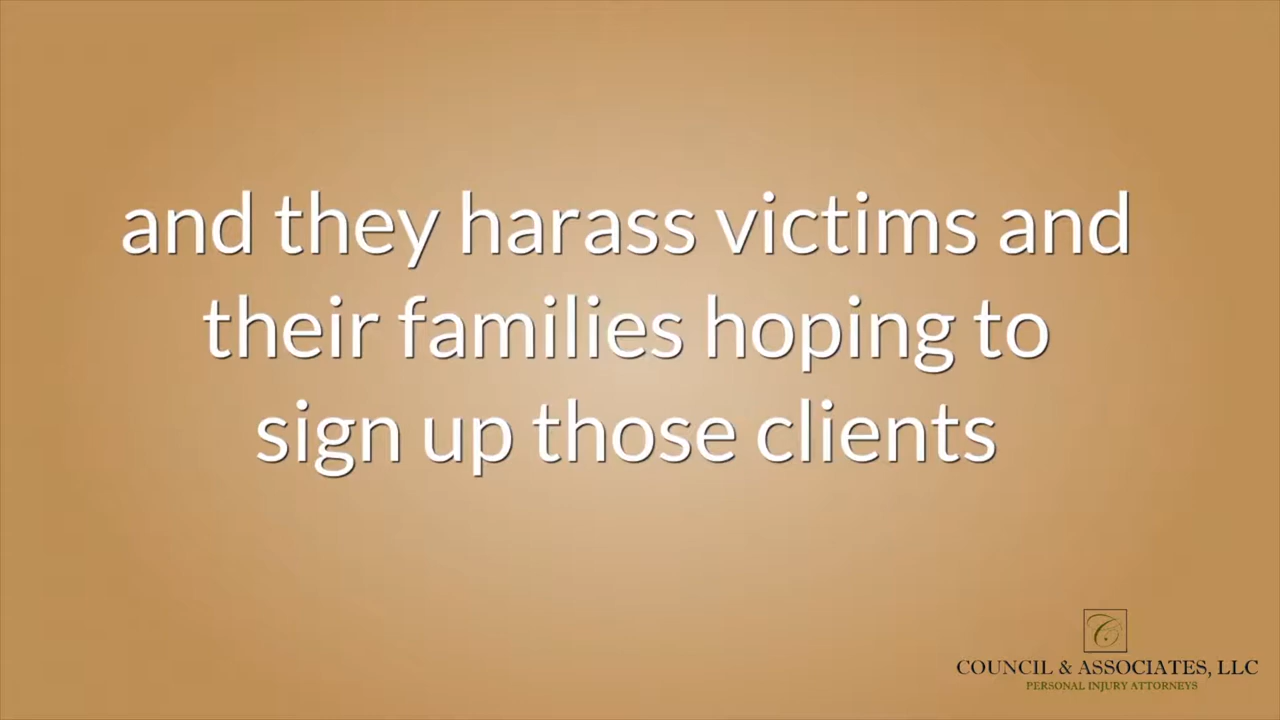 and they harass victims and
their families hoping to
sign up those clients
C
COUNCIL & ASSOCIATES, LLC
PERSONAL INJURY ATTORNEYS